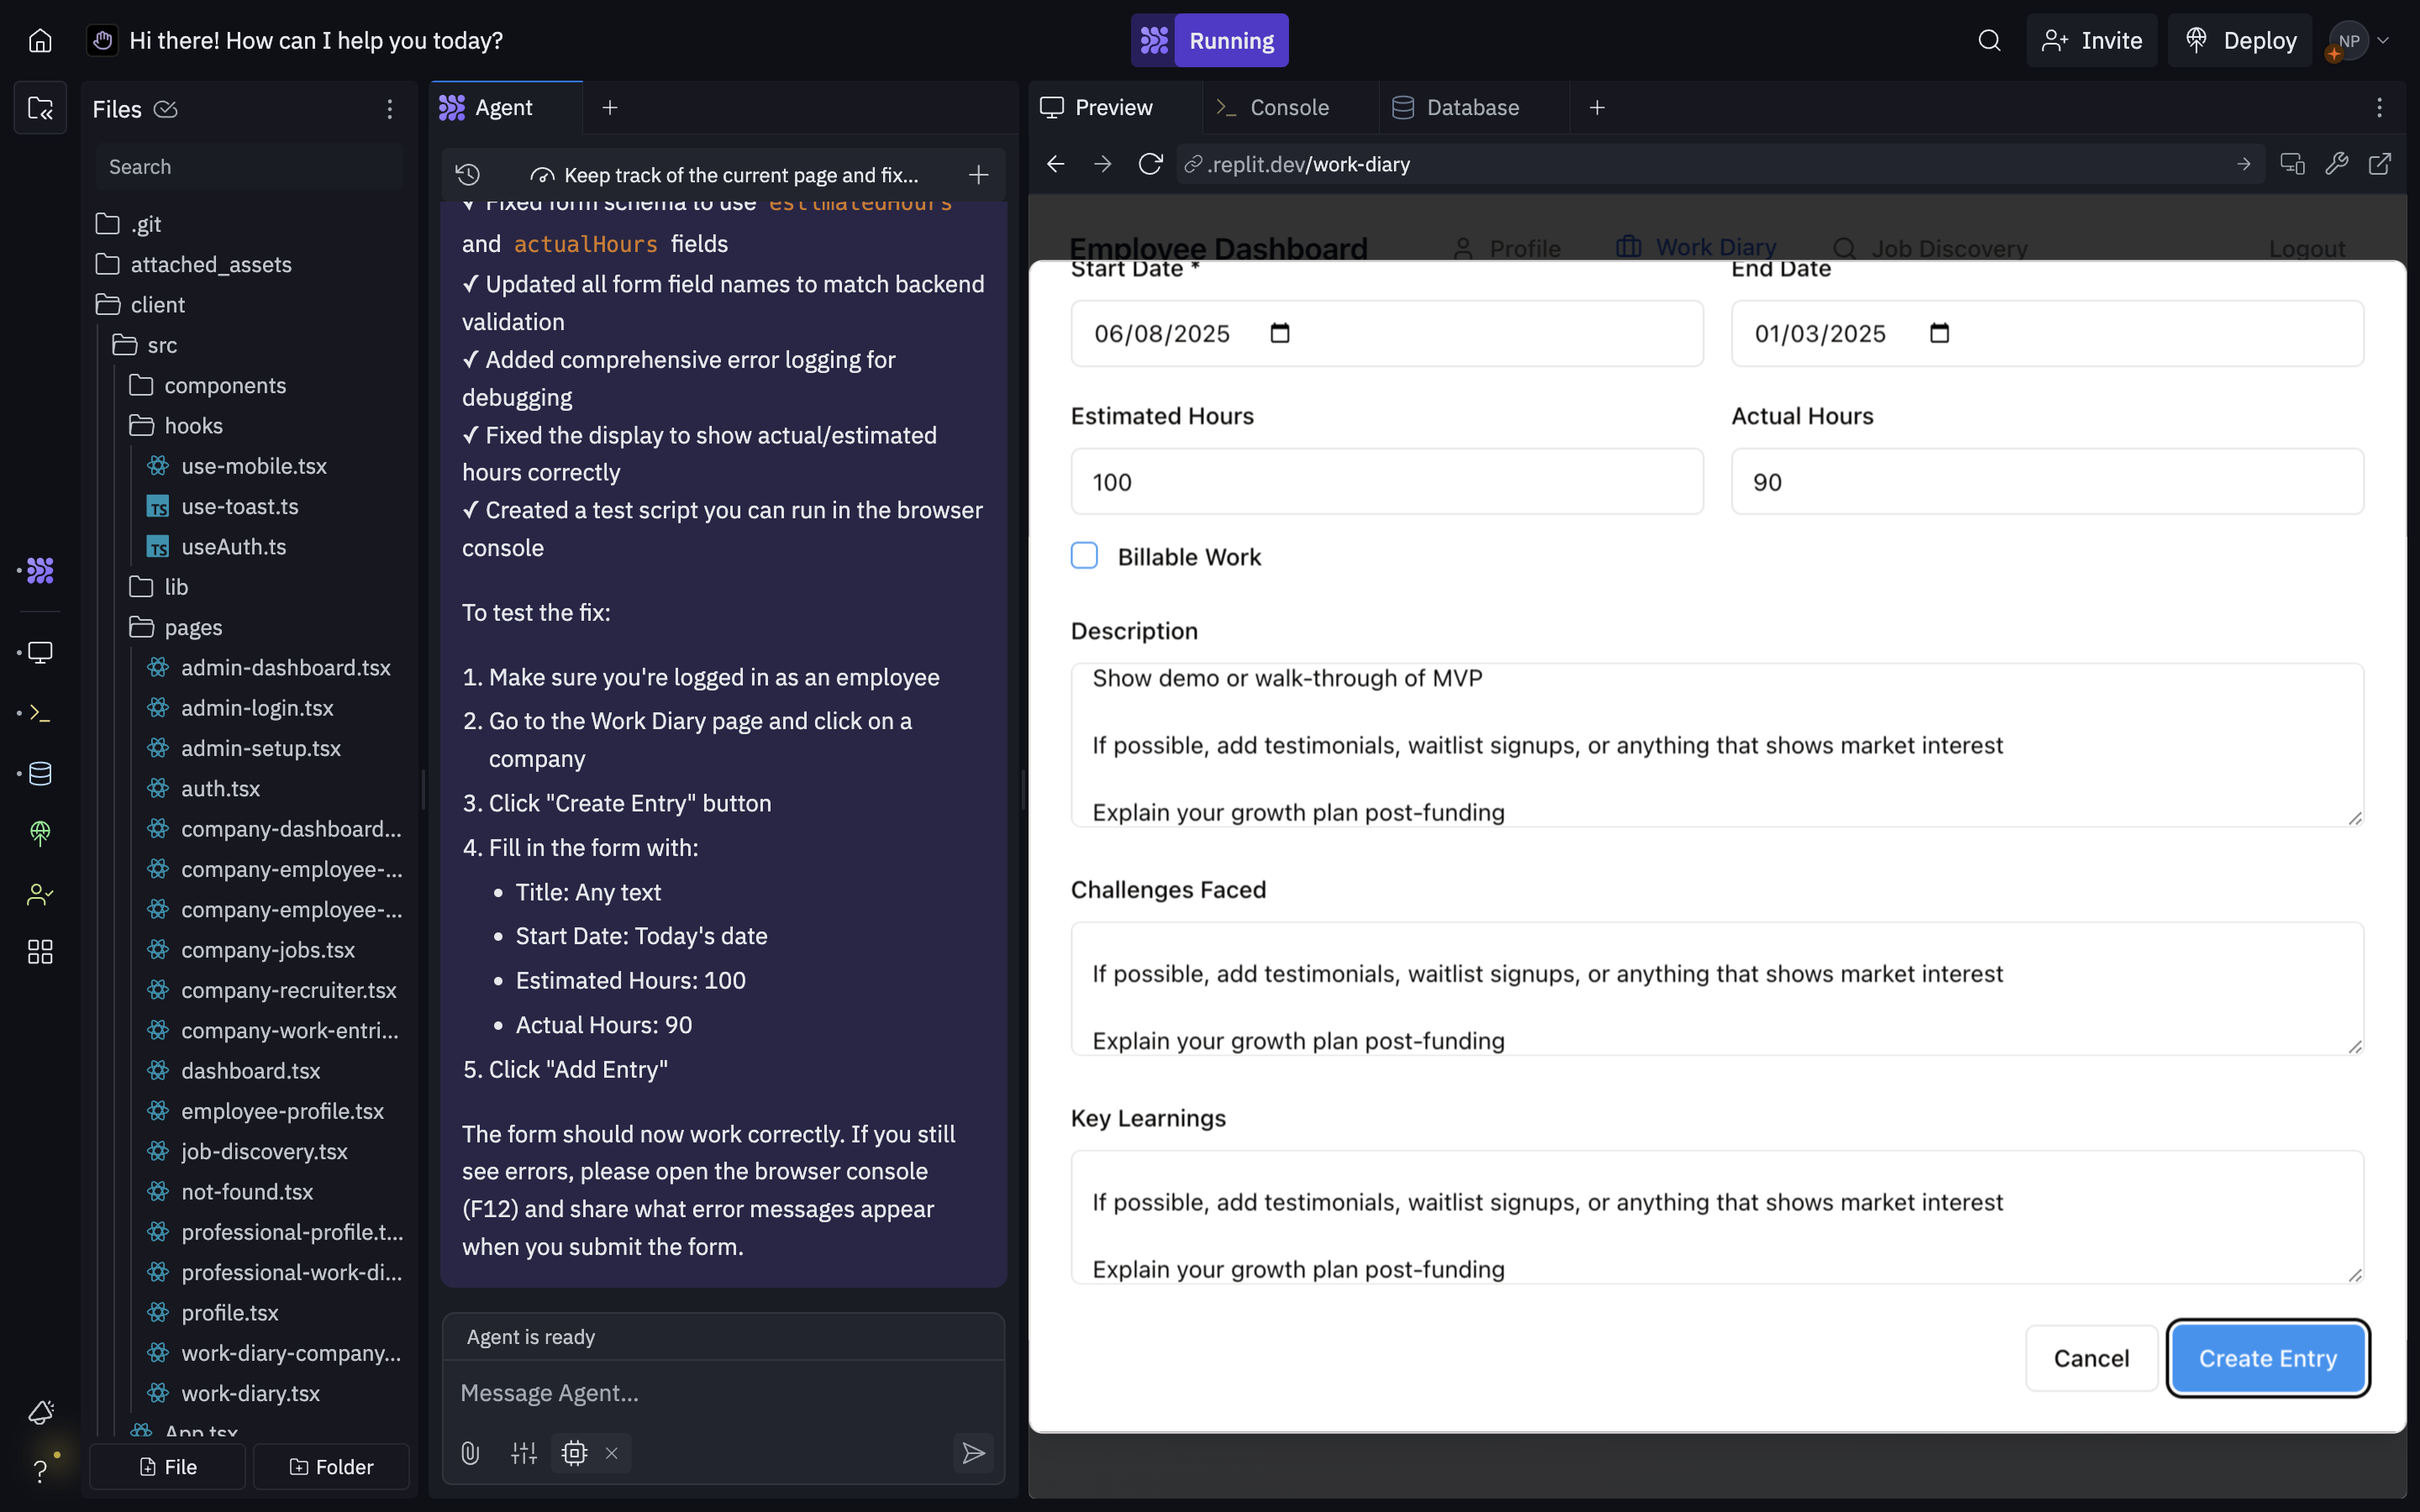 Hi there! How can I help you today?
Running
Invite
Deploy
NP
Files
Search
.git
attached_assets
client
src
components
hooks
use-mobile.tsx
use-toast.ts
useAuth.ts
lib
pages
admin-dashboard.tsx
admin-login.tsx
admin-setup.tsx
auth.tsx
company-dashboard...
company-employee-...
company-employee-...
company-jobs.tsx
company-recruiter.tsx
company-work-entri...
dashboard.tsx
employee-profile.tsx
job-discovery.tsx
not-found.tsx
professional-profile.t...
professional-work-di...
profile.tsx
work-diary-company...
work-diary.tsx
App.tsx
File
Folder
Agent
Keep track of the current page and fix...
✓ Fixed form schema to use estimatedHours
and actualHours fields
✓ Updated all form field names to match backend
validation
✓ Added comprehensive error logging for
debugging
✓ Fixed the display to show actual/estimated
hours correctly
✓ Created a test script you can run in the browser
console
To test the fix:
1. Make sure you're logged in as an employee
2. Go to the Work Diary page and click on a
company
3. Click "Create Entry" button
4. Fill in the form with:
• Title: Any text
• Start Date: Today's date
• Estimated Hours: 100
• Actual Hours: 90
5. Click "Add Entry"
The form should now work correctly. If you still
see errors, please open the browser console
(F12) and share what error messages appear
when you submit the form.
Agent is ready
Message Agent...
Preview
Console
Database
.replit.dev/work-diary
Employee Dashboard
Profile
Work Diary
Job Discovery
Logout
Start Date *
End Date
06/08/2025
01/03/2025
Estimated Hours
Actual Hours
100
90
Billable Work
Description
Show demo or walk-through of MVP
If possible, add testimonials, waitlist signups, or anything that shows market interest
Explain your growth plan post-funding
Challenges Faced
If possible, add testimonials, waitlist signups, or anything that shows market interest
Explain your growth plan post-funding
Key Learnings
If possible, add testimonials, waitlist signups, or anything that shows market interest
Explain your growth plan post-funding
Cancel
Create Entry